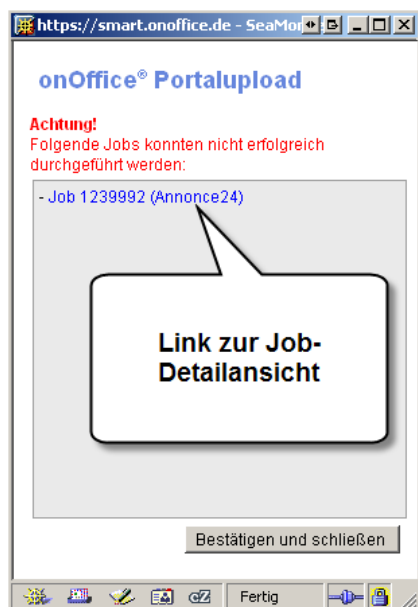 https://smart.onoffice.de - SeaMon
onOffice® Portalupload
Achtung!
Folgende Jobs konnten nicht erfolgreich
durchgeführt werden:
- Job 1239992 (Annonce24)
Link zur Job-
Detailansicht
Bestätigen und schließen
Fertig